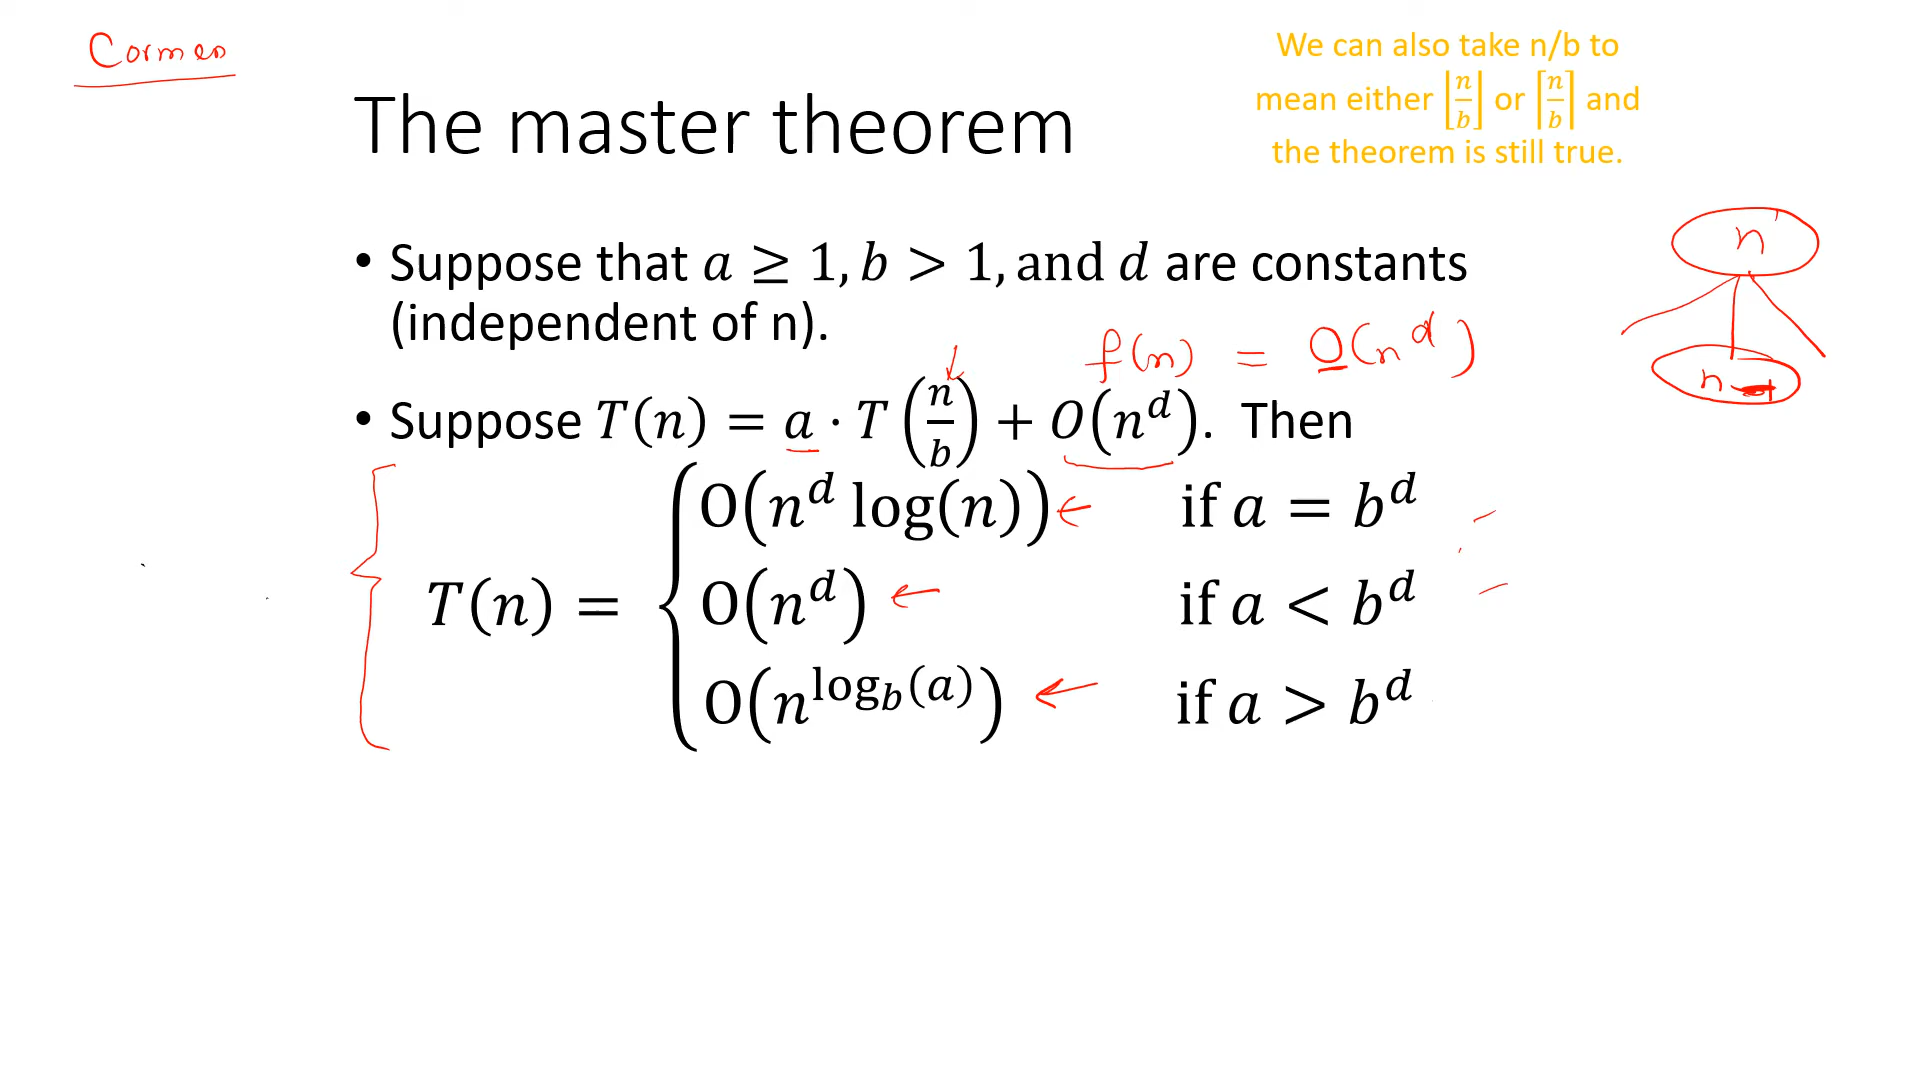 Cormen
We can also take n/b to
mean either ⌊n/b⌋ or ⌈n/b⌉ and
the theorem is still true.
The master theorem
n
• Suppose that a ≥ 1, b > 1, and d are constants
(independent of n).
f(n) = O(n^d)
n
• Suppose T(n) = a · T(n/b) + O(n^d). Then
T(n) = { O(n^d log(n)) if a = b^d
O(n^d) if a < b^d
O(n^{log_b(a)}) if a > b^d